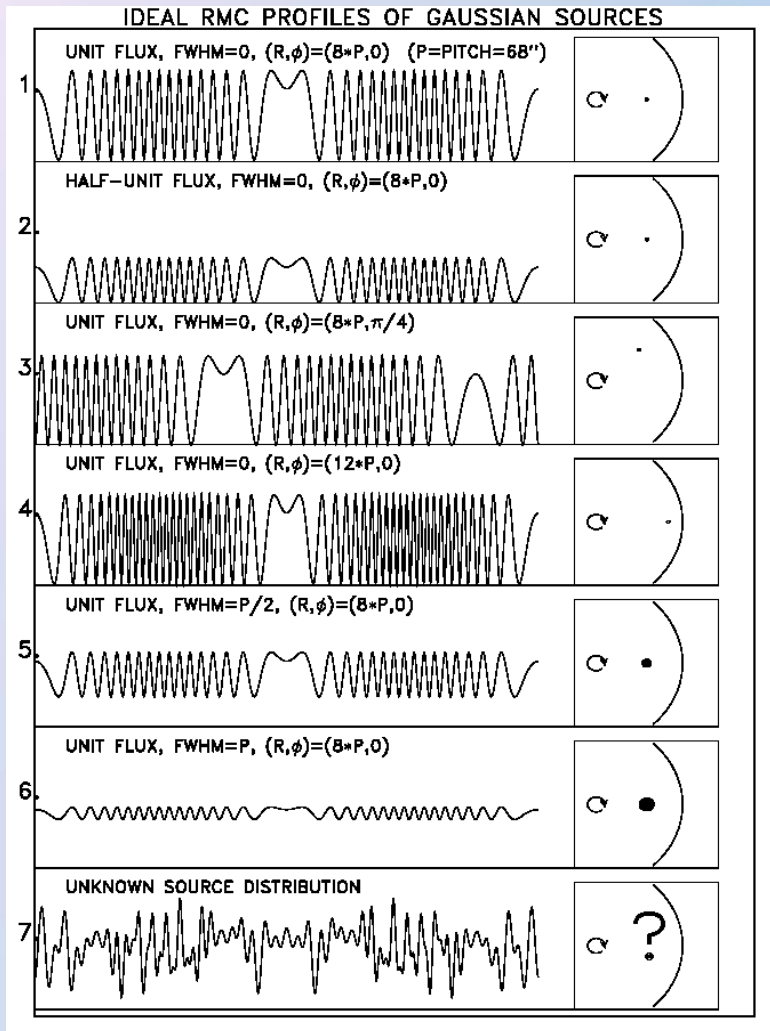 IDEAL RMC PROFILES OF GAUSSIAN SOURCES
UNIT FLUX, FWHM=0, (R,ϕ)=(8*P,0) (P=PITCH=68")
1.
HALF-UNIT FLUX, FWHM=0, (R,ϕ)=(8*P,0)
2.
UNIT FLUX, FWHM=0, (R,ϕ)=(8*P,π/4)
3.
UNIT FLUX, FWHM=0, (R,ϕ)=(12*P,0)
4.
UNIT FLUX, FWHM=P/2, (R,ϕ)=(8*P,0)
5.
UNIT FLUX, FWHM=P, (R,ϕ)=(8*P,0)
6.
UNKNOWN SOURCE DISTRIBUTION
7.
?